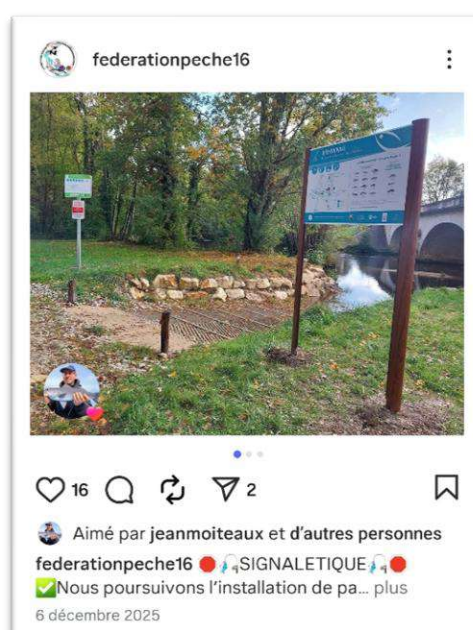 federationpeche16
16
2
Aimé par jeanmoiteaux et d'autres personnes
federationpeche16 🛑🎣SIGNALETIQUE🎣🛑
✅Nous poursuivons l'installation de pa... plus
6 décembre 2025